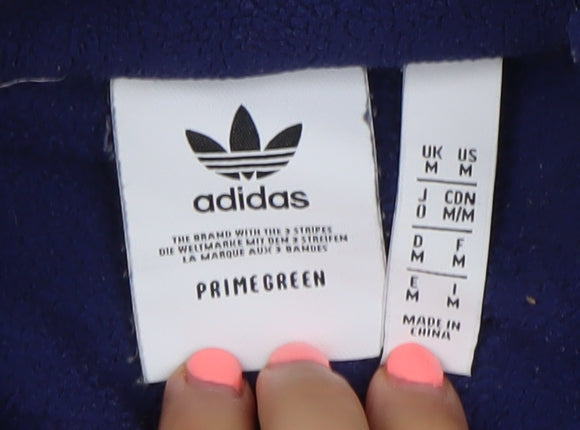 adidas
THE BRAND WITH THE 3 STRIPES
DIE WELTMARKE MIT DEN 3 STREIFEN
LA MARQUE AUX 3 BANDES
PRIMEGREEN
UK US
M M
J CDN
O M/M
D F
M M
E I
M M
MADE IN
CHINA